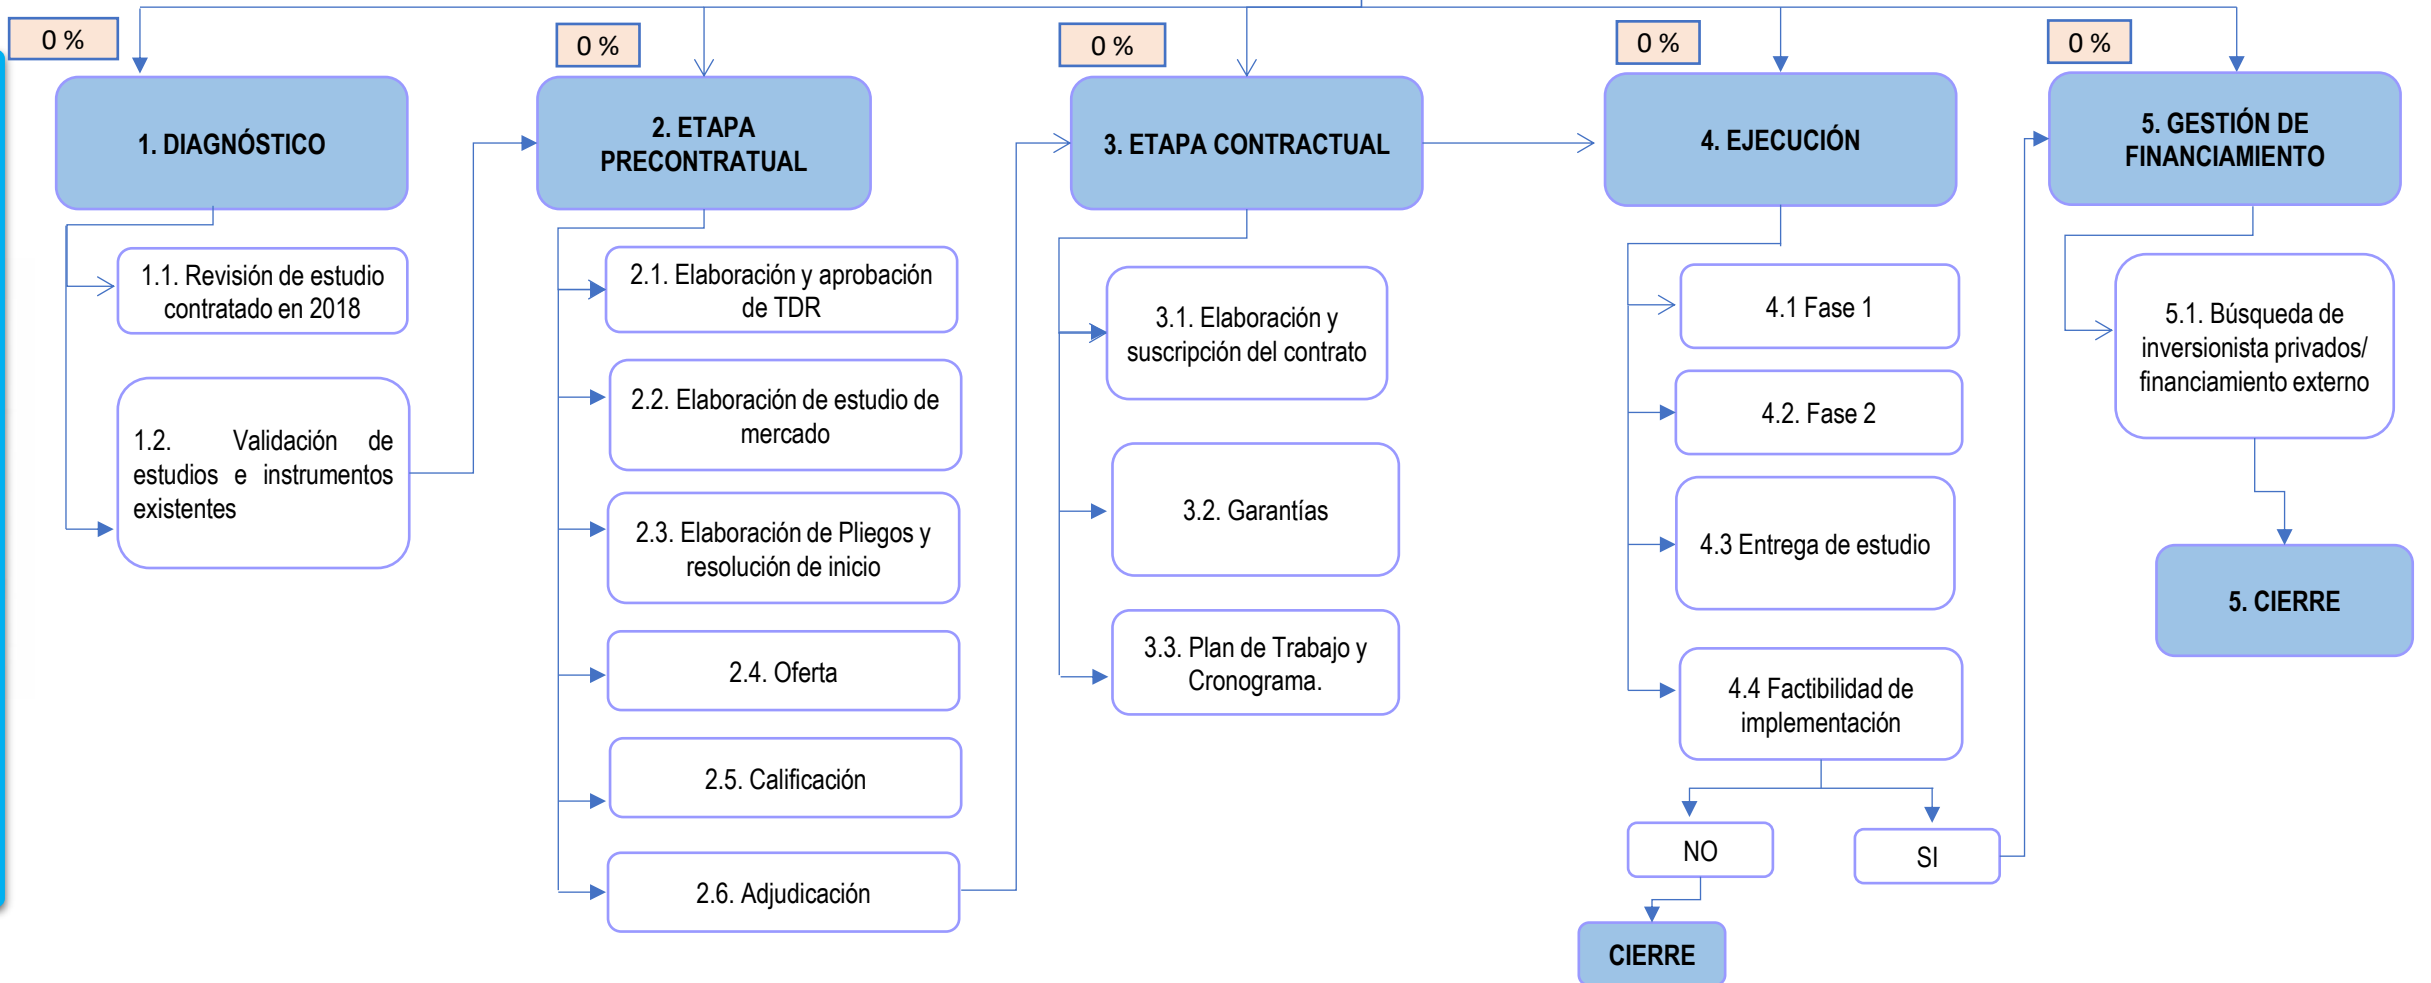 0 %
1. DIAGNÓSTICO
1.1. Revisión de estudio
contratado en 2018
1.2. Validación de
estudios e instrumentos
existentes
0 %
2. ETAPA
PRECONTRATUAL
2.1. Elaboración y aprobación
de TDR
2.2. Elaboración de estudio de
mercado
2.3. Elaboración de Pliegos y
resolución de inicio
2.4. Oferta
2.5. Calificación
2.6. Adjudicación
0 %
3. ETAPA CONTRACTUAL
3.1. Elaboración y
suscripción del contrato
3.2. Garantías
3.3. Plan de Trabajo y
Cronograma.
0 %
4. EJECUCIÓN
4.1 Fase 1
4.2. Fase 2
4.3 Entrega de estudio
4.4 Factibilidad de
implementación
NO
SI
CIERRE
0 %
5. GESTIÓN DE
FINANCIAMIENTO
5.1. Búsqueda de
inversionista privados/
financiamiento externo
5. CIERRE